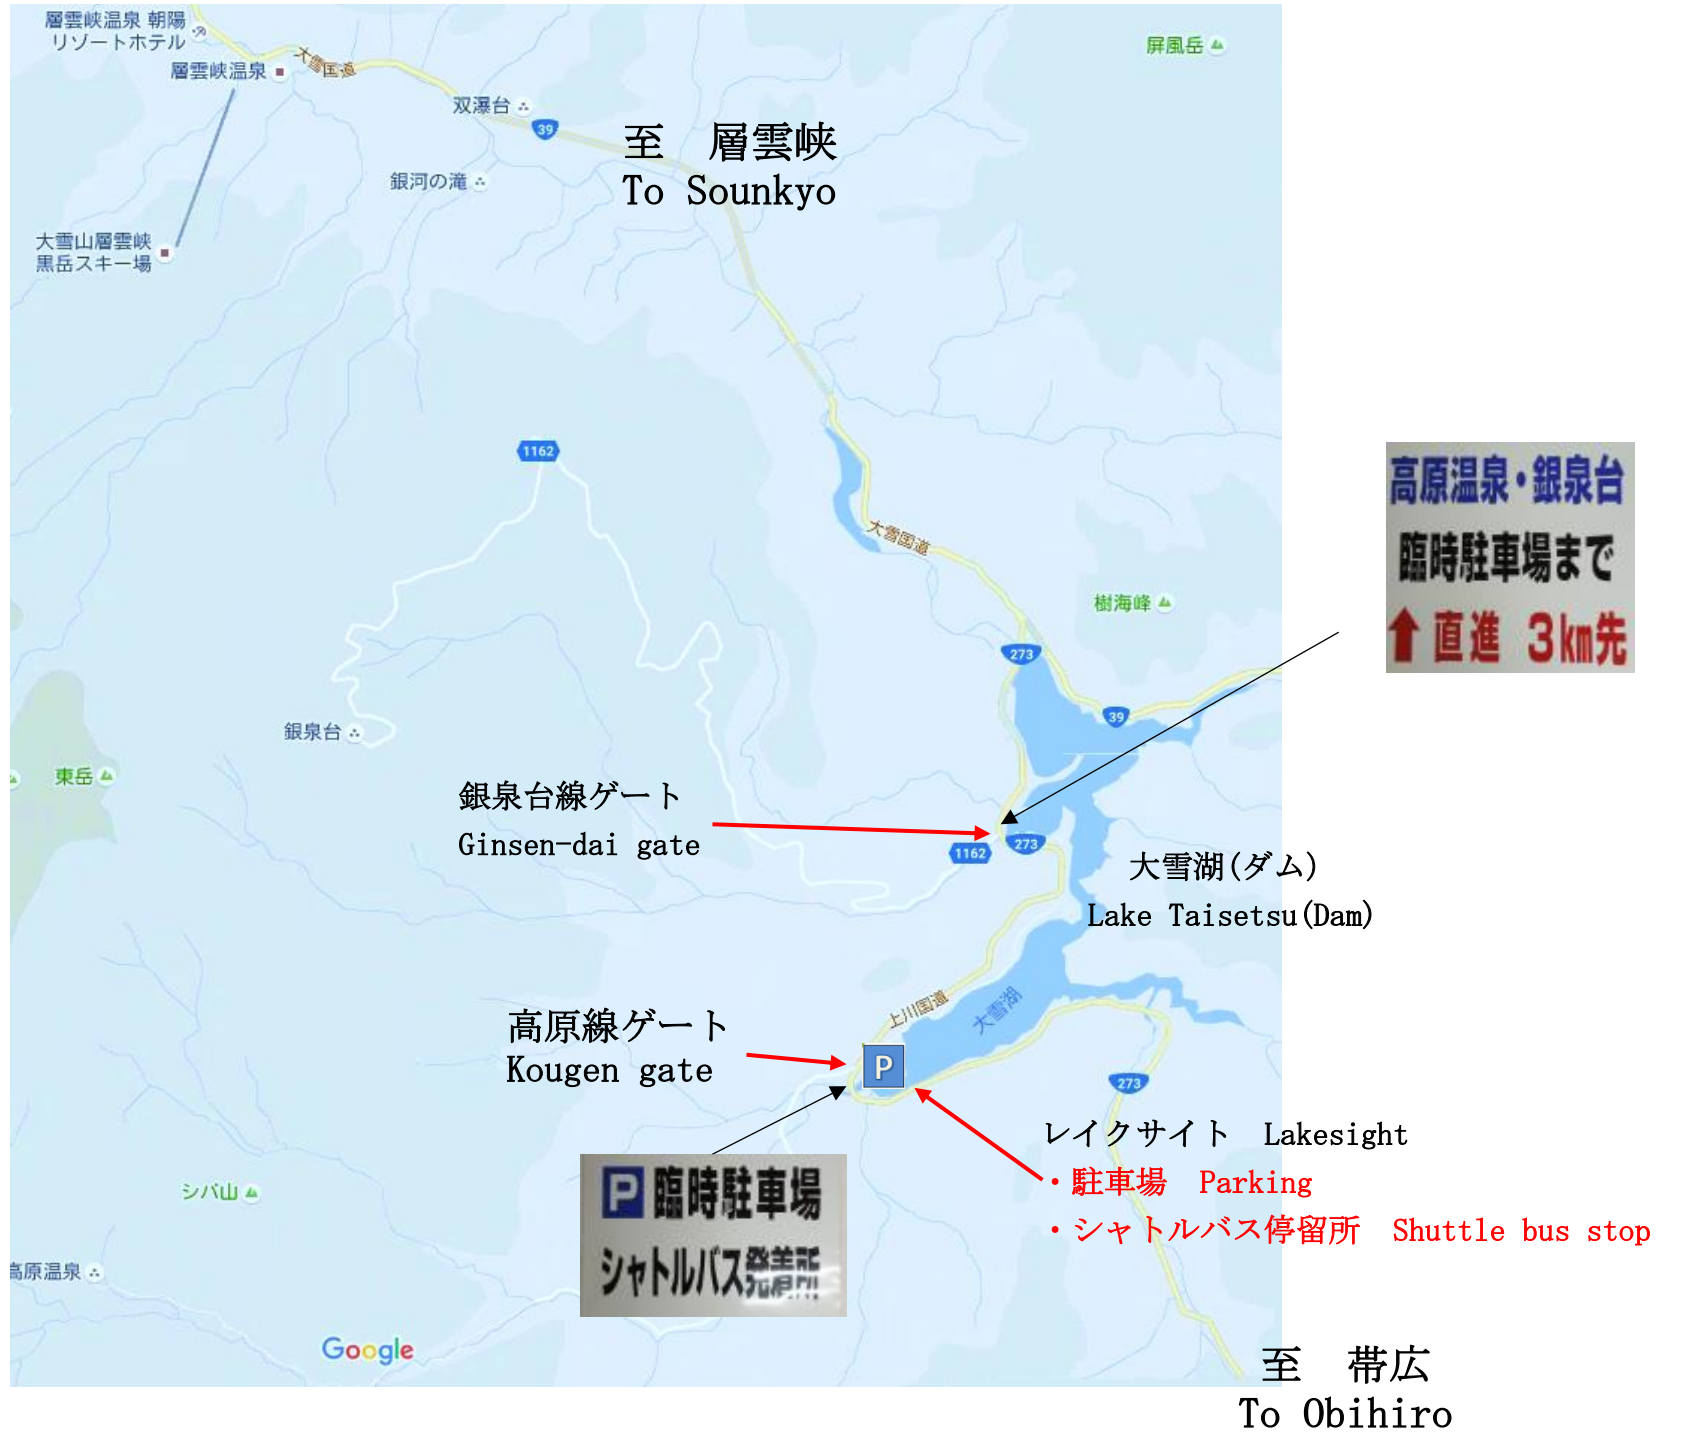 層雲峡温泉 朝陽
リゾートホテル
層雲峡温泉
大雪国道
屏風岳
双瀑台
39
至　層雲峡
To Sounkyo
銀河の滝
大雪山層雲峡
黒岳スキー場
1162
高原温泉・銀泉台
臨時駐車場まで
↑直進 3km先
大雪国道
樹海峰
273
39
銀泉台
東岳
銀泉台線ゲート
Ginsen-dai gate
1162
273
大雪湖(ダム)
Lake Taisetsu(Dam)
上川国道
大雪湖
高原線ゲート
Kougen gate
P
273
レイクサイト　Lakesight
・駐車場　Parking
・シャトルバス停留所　Shuttle bus stop
P臨時駐車場
シャトルバス発着所
シバ山
高原温泉
Google
至　帯広
To Obihiro